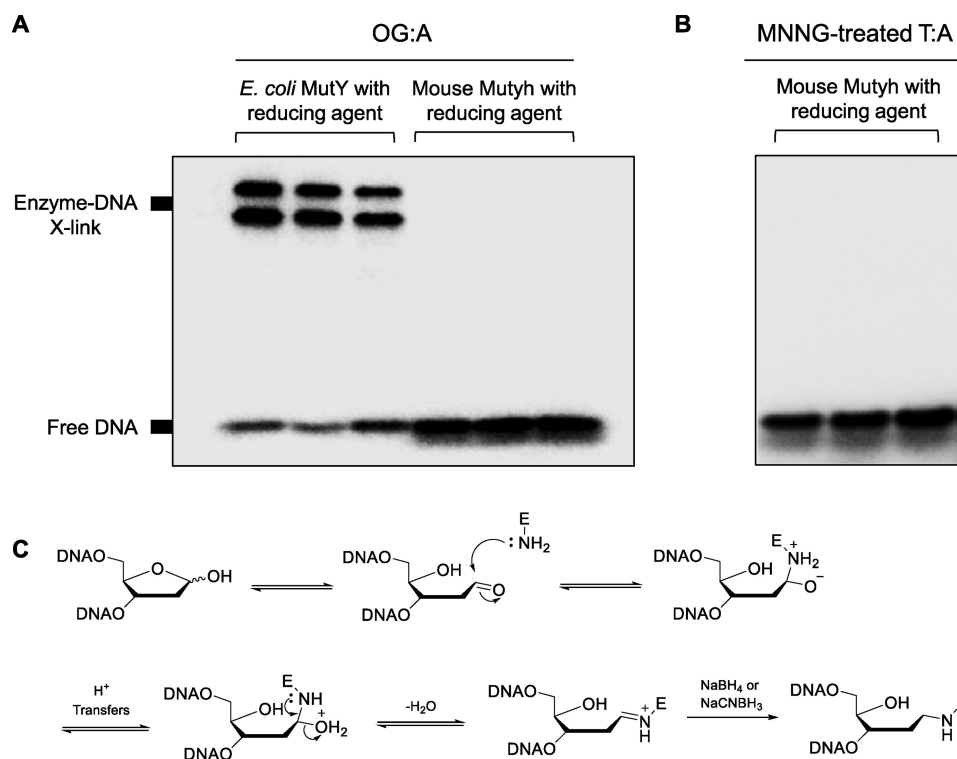 A
OG:A
E. coli MutY with
reducing agent
Mouse Mutyh with
reducing agent
Enzyme-DNA
X-link
Free DNA
B
MNNG-treated T:A
Mouse Mutyh with
reducing agent
C
DNAO
O
OH
DNAO
DNAO
OH
O
DNAO
E
:NH2
DNAO
OH
E
+
NH2
O−
DNAO
H+
Transfers
DNAO
OH
E
NH
+
OH2
DNAO
-H2O
DNAO
OH
E
+
N
H
DNAO
NaBH4 or
NaCNBH3
DNAO
OH
N
H
DNAO